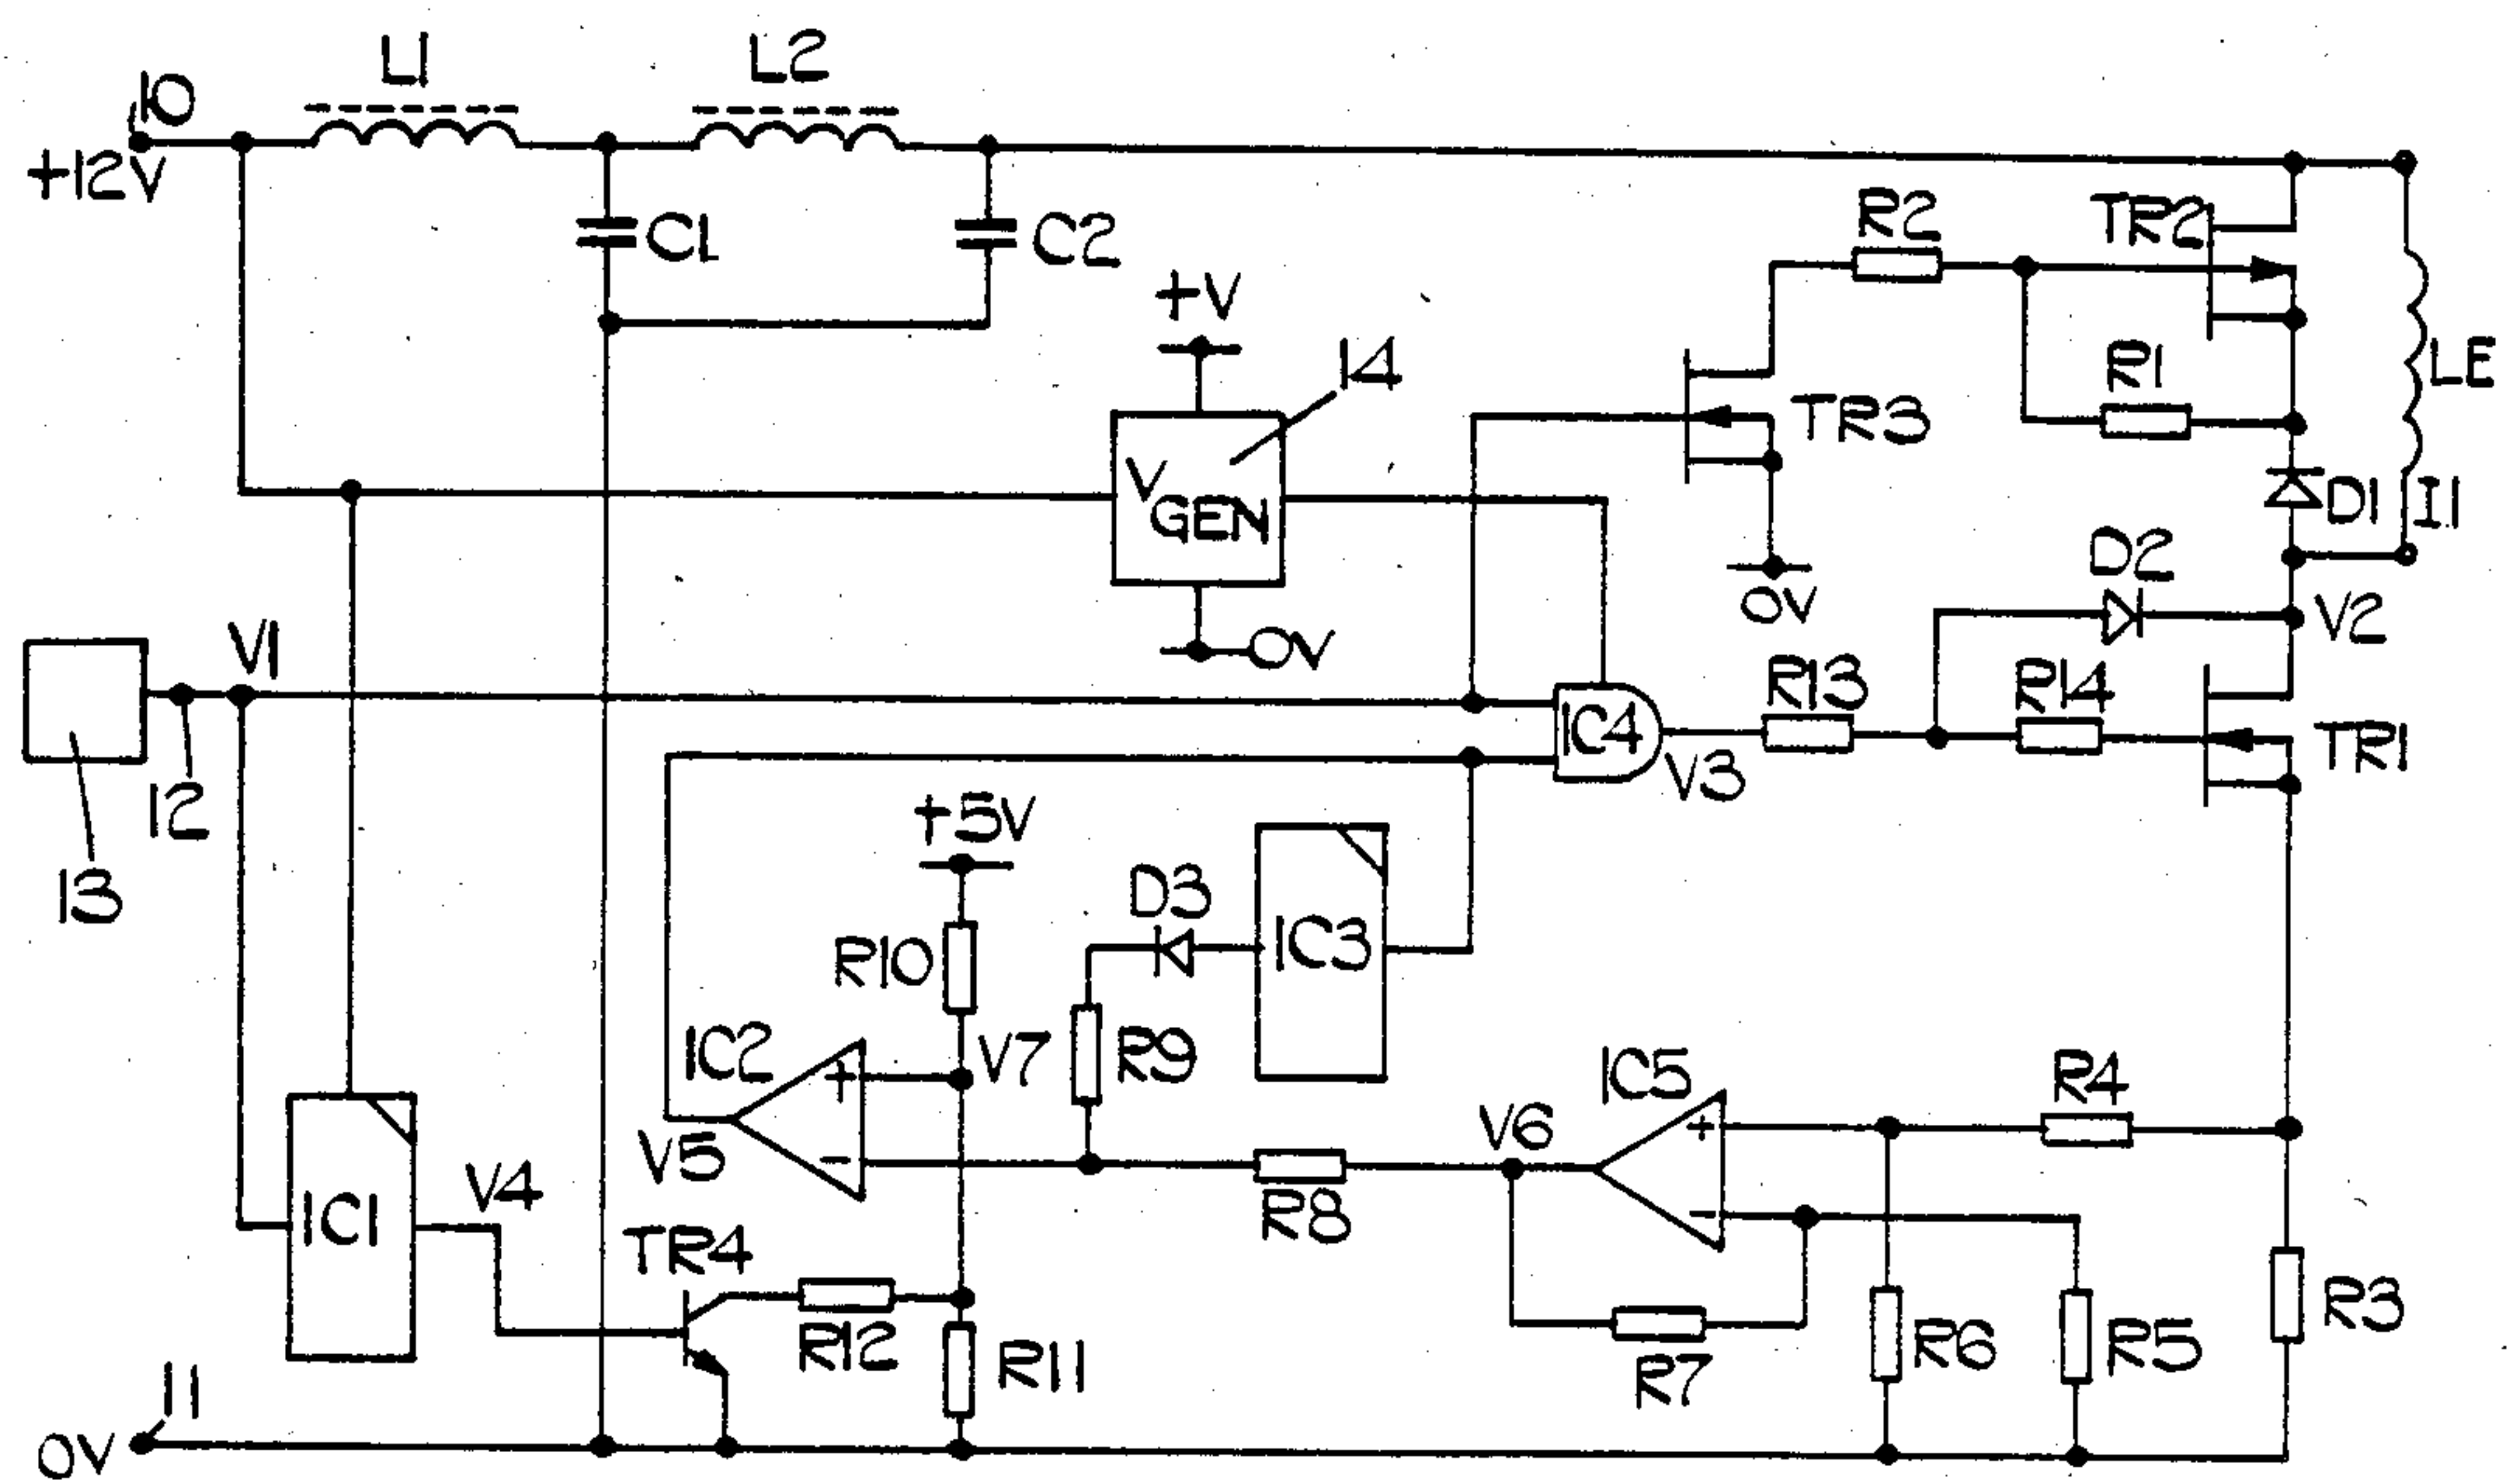 L1
L2
10
+12V
C1
C2
R2
TR2
+V
14
R1
LE
TR3
V GEN
D1
I1
D2
0V
0V
V1
V2
R13
R14
IC4
TR1
12
V3
+5V
13
D3
R10
IC3
IC2
V7
R9
IC5
R4
+
V6
+
V5
-
V4
R8
-
IC1
TR4
R3
R12
R11
R7
R6
R5
11
0V